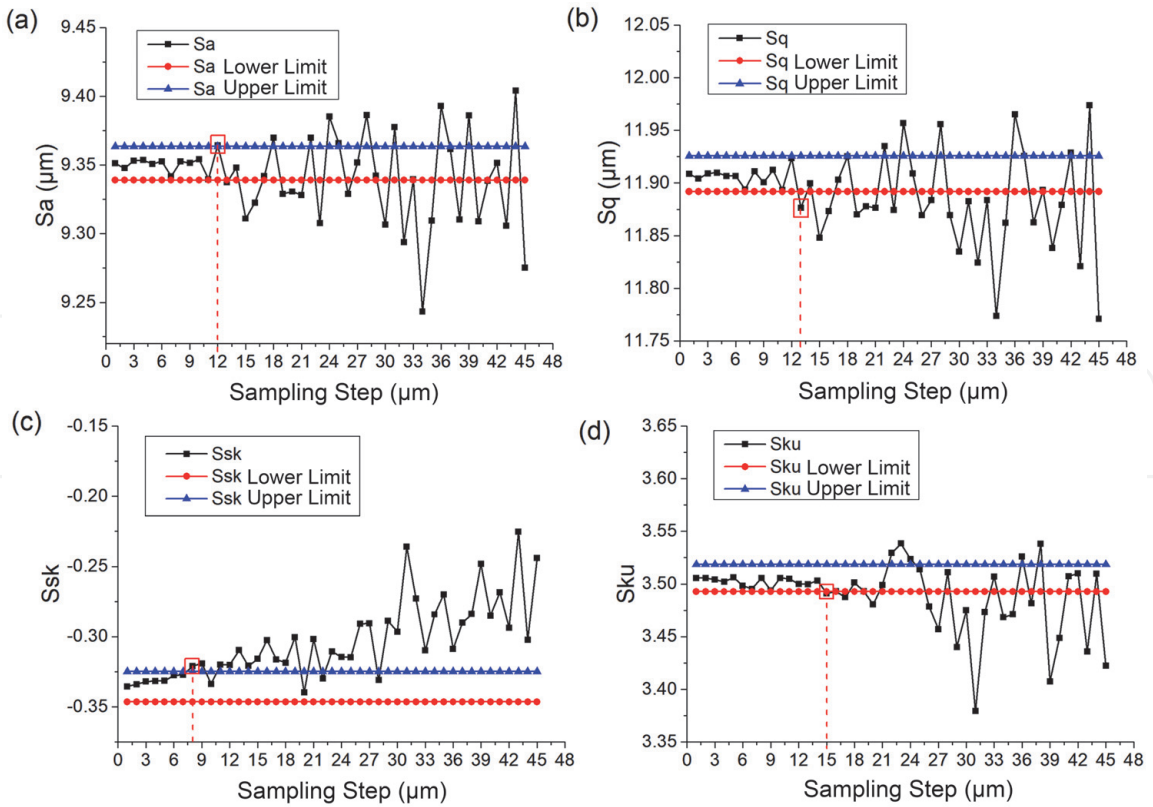 (a)
9.45
9.40
9.35
9.30
9.25
Sa (μm)
Sa
Sa Lower Limit
Sa Upper Limit
0 3 6 9 12 15 18 21 24 27 30 33 36 39 42 45 48
Sampling Step (μm)
(b)
12.05
12.00
11.95
11.90
11.85
11.80
11.75
Sq (μm)
Sq
Sq Lower Limit
Sq Upper Limit
0 3 6 9 12 15 18 21 24 27 30 33 36 39 42 45 48
Sampling Step (μm)
(c)
-0.15
-0.20
-0.25
-0.30
-0.35
Ssk
Ssk
Ssk Lower Limit
Ssk Upper Limit
0 3 6 9 12 15 18 21 24 27 30 33 36 39 42 45 48
Sampling Step (μm)
(d)
3.65
3.60
3.55
3.50
3.45
3.40
3.35
Sku
Sku
Sku Lower Limit
Sku Upper Limit
0 3 6 9 12 15 18 21 24 27 30 33 36 39 42 45 48
Sampling Step (μm)